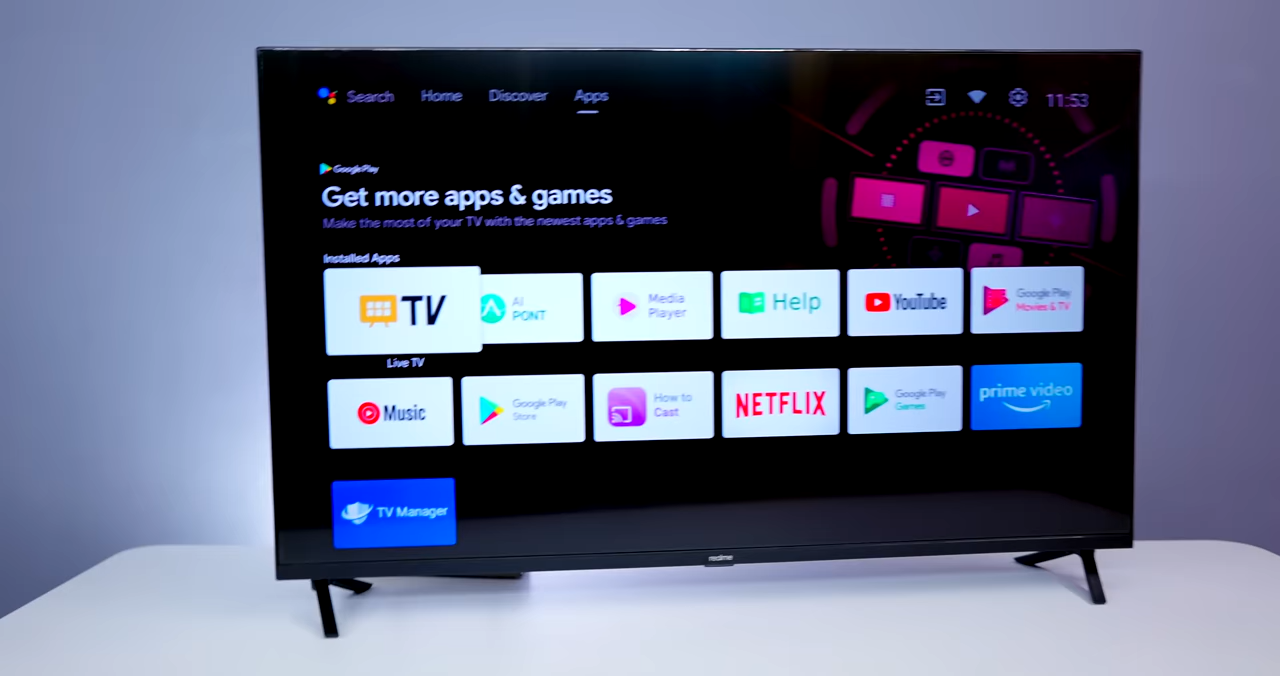 Search Home Discover Apps 11:53
Google Play
Get more apps & games
Make the most of your TV with the newest apps & games
Installed Apps
TV
AI
PONT
Media
Player
Help
YouTube
Google Play
Movies & TV
Live TV
Music
Google Play
Store
How to
Cast
NETFLIX
Google Play
Games
prime video
TV Manager
realme